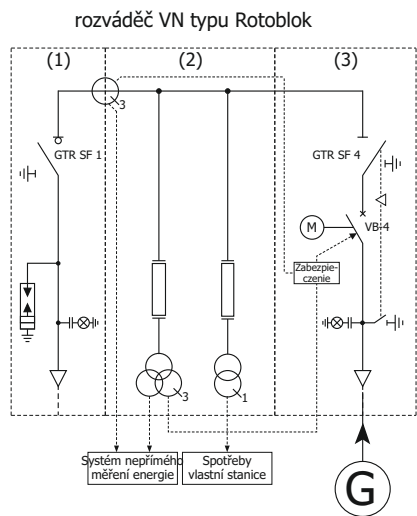 rozváděč VN typu Rotoblok
(1)
(2)
(3)
3
GTR SF 1
GTR SF 4
M
VB-4
Zabezpie-
czenie
3
1
Systém nepřímého
měření energie
Spotřeby
vlastní stanice
G